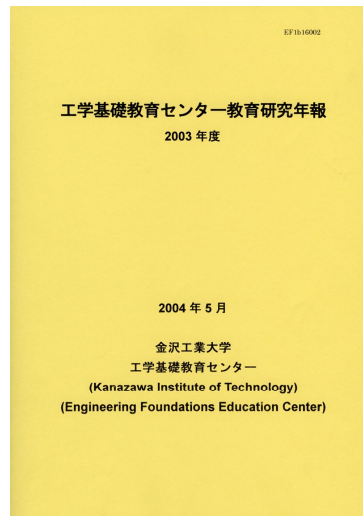 EF1b16002
工学基礎教育センター教育研究年報
2003 年度
2004 年 5 月
金沢工業大学
工学基礎教育センター
(Kanazawa Institute of Technology)
(Engineering Foundations Education Center)